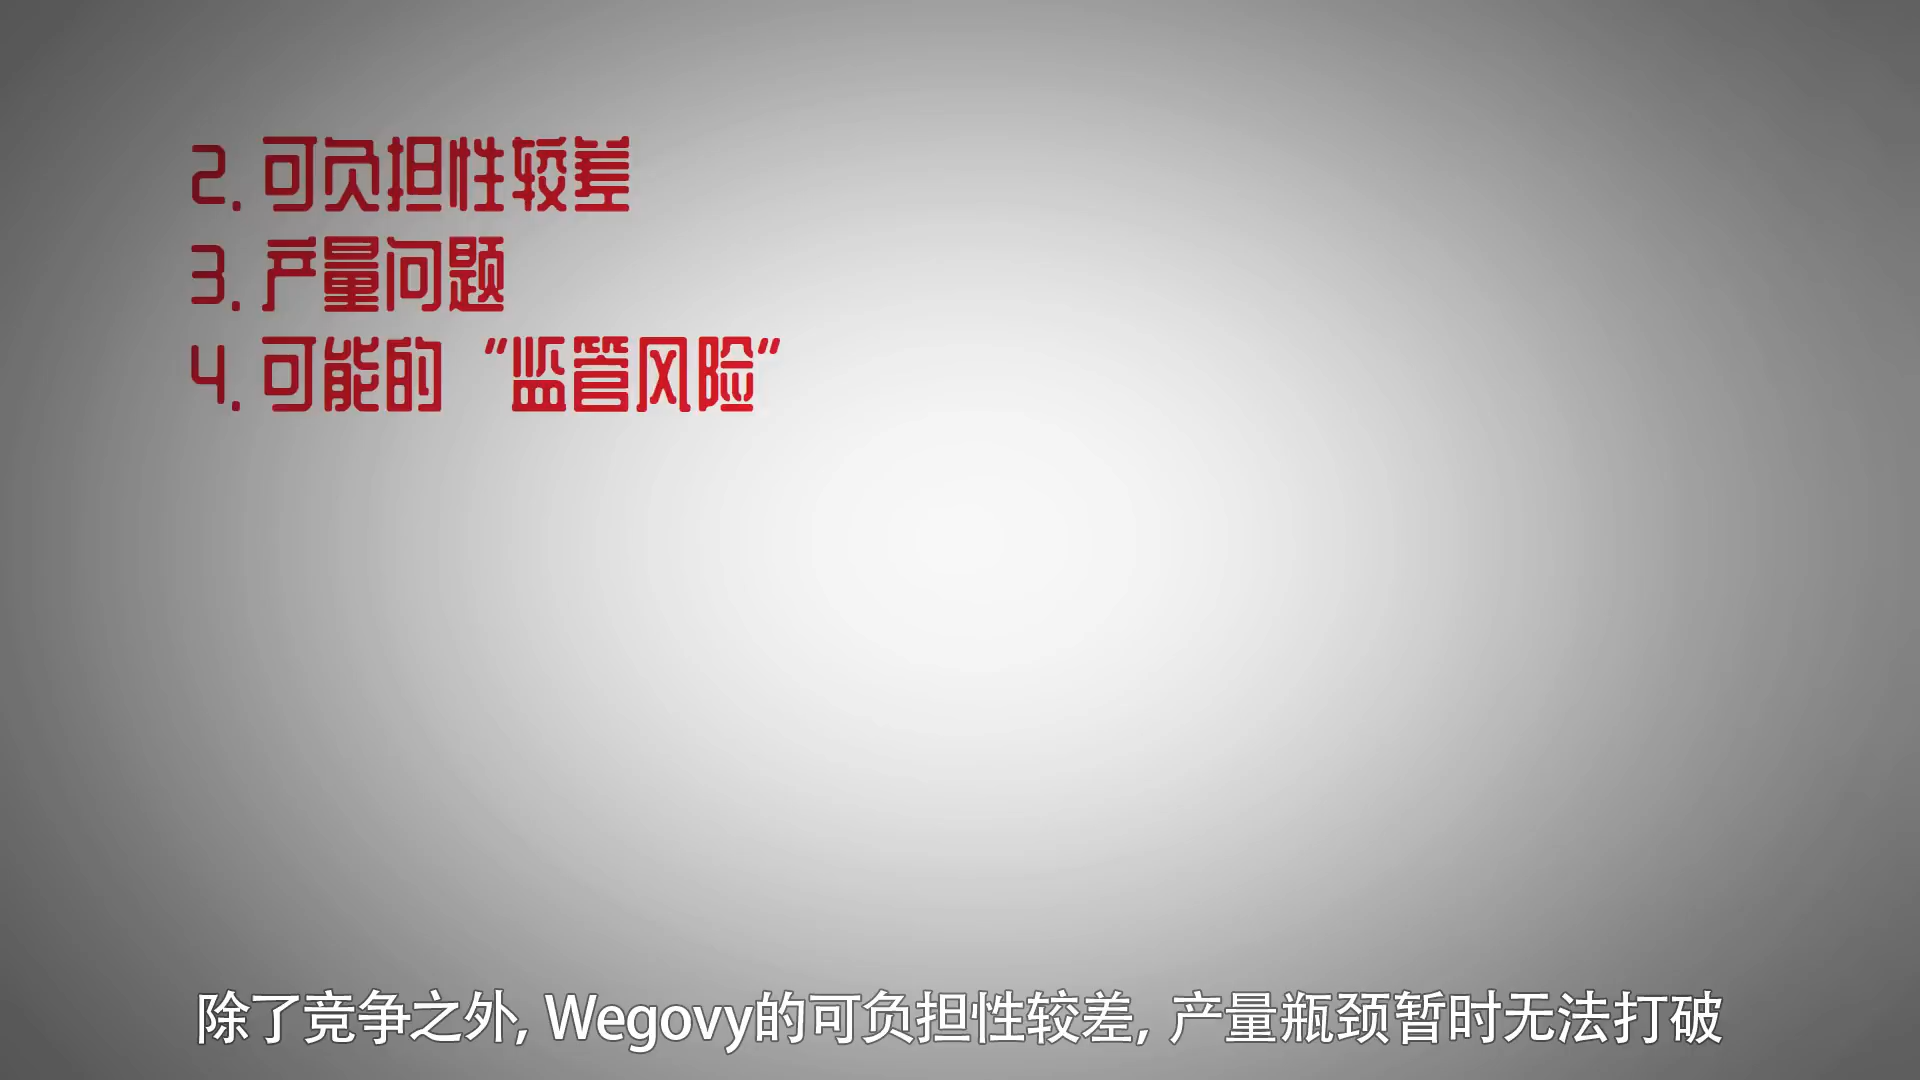 2.可负担性较差
3.产量问题
4.可能的“监管风险”
除了竞争之外, Wegovy的可负担性较差, 产量瓶颈暂时无法打破